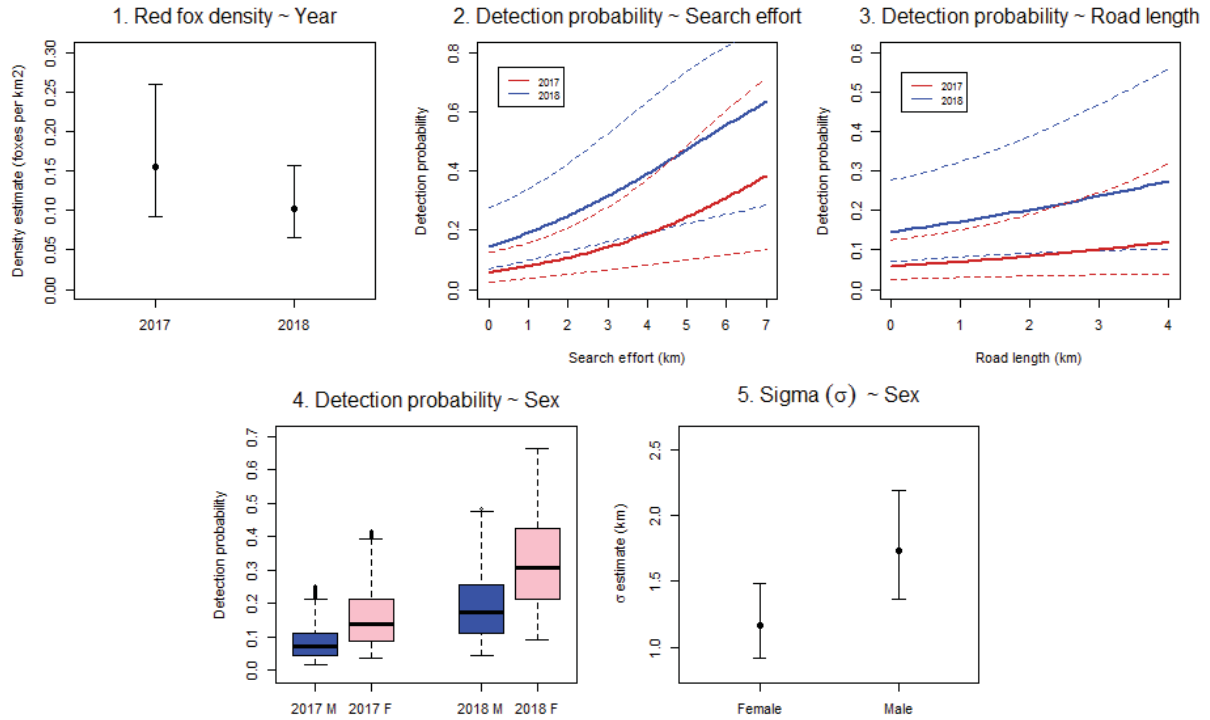 1. Red fox density ~ Year
Density estimate (foxes per km2)
0.30
0.25
0.20
0.15
0.10
0.05
0.00
2017 2018
2. Detection probability ~ Search effort
Detection probability
0.8
0.6
0.4
0.2
0.0
2017
2018
0 1 2 3 4 5 6 7
Search effort (km)
3. Detection probability ~ Road length
Detection probability
0.6
0.5
0.4
0.3
0.2
0.1
0.0
2017
2018
0 1 2 3 4
Road length (km)
4. Detection probability ~ Sex
Detection probability
0.7
0.6
0.5
0.4
0.3
0.2
0.1
0.0
2017 M 2017 F 2018 M 2018 F
5. Sigma (σ) ~ Sex
σ estimate (km)
2.5
2.0
1.5
1.0
Female Male